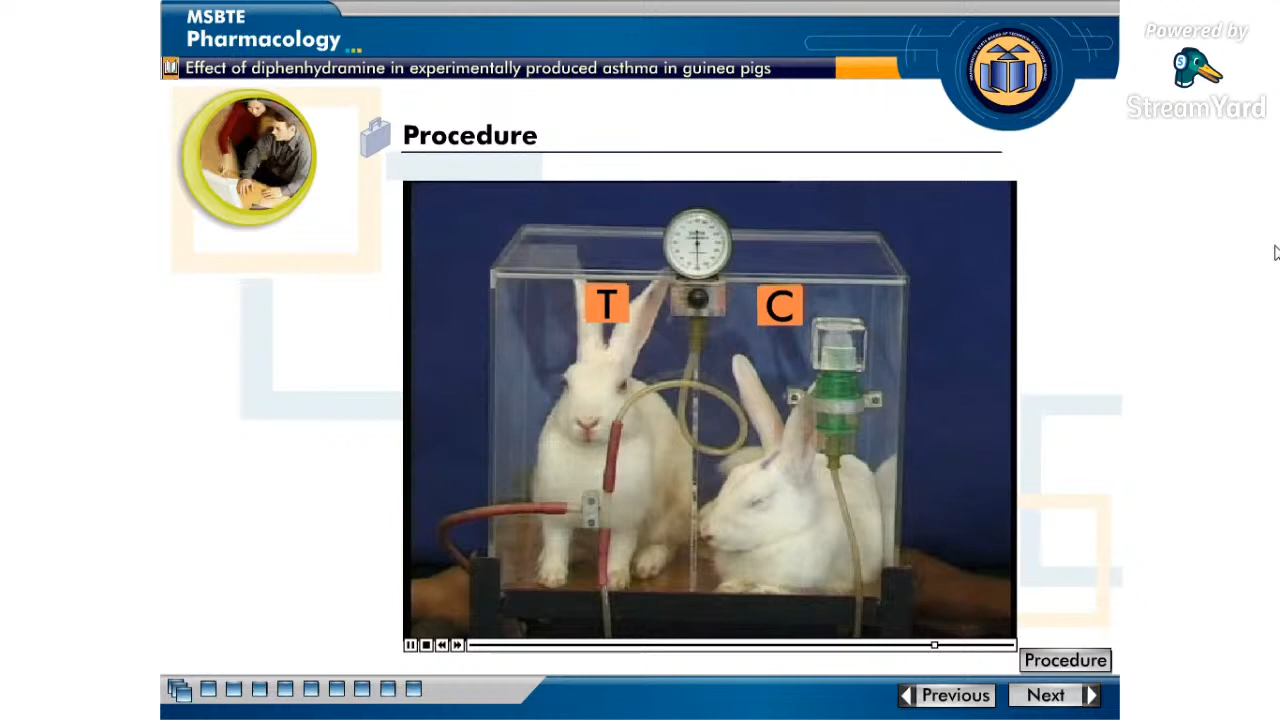 MSBTE
Pharmacology
Effect of diphenhydramine in experimentally produced asthma in guinea pigs
Powered by
StreamYard
Procedure
T
C
Procedure
Previous
Next